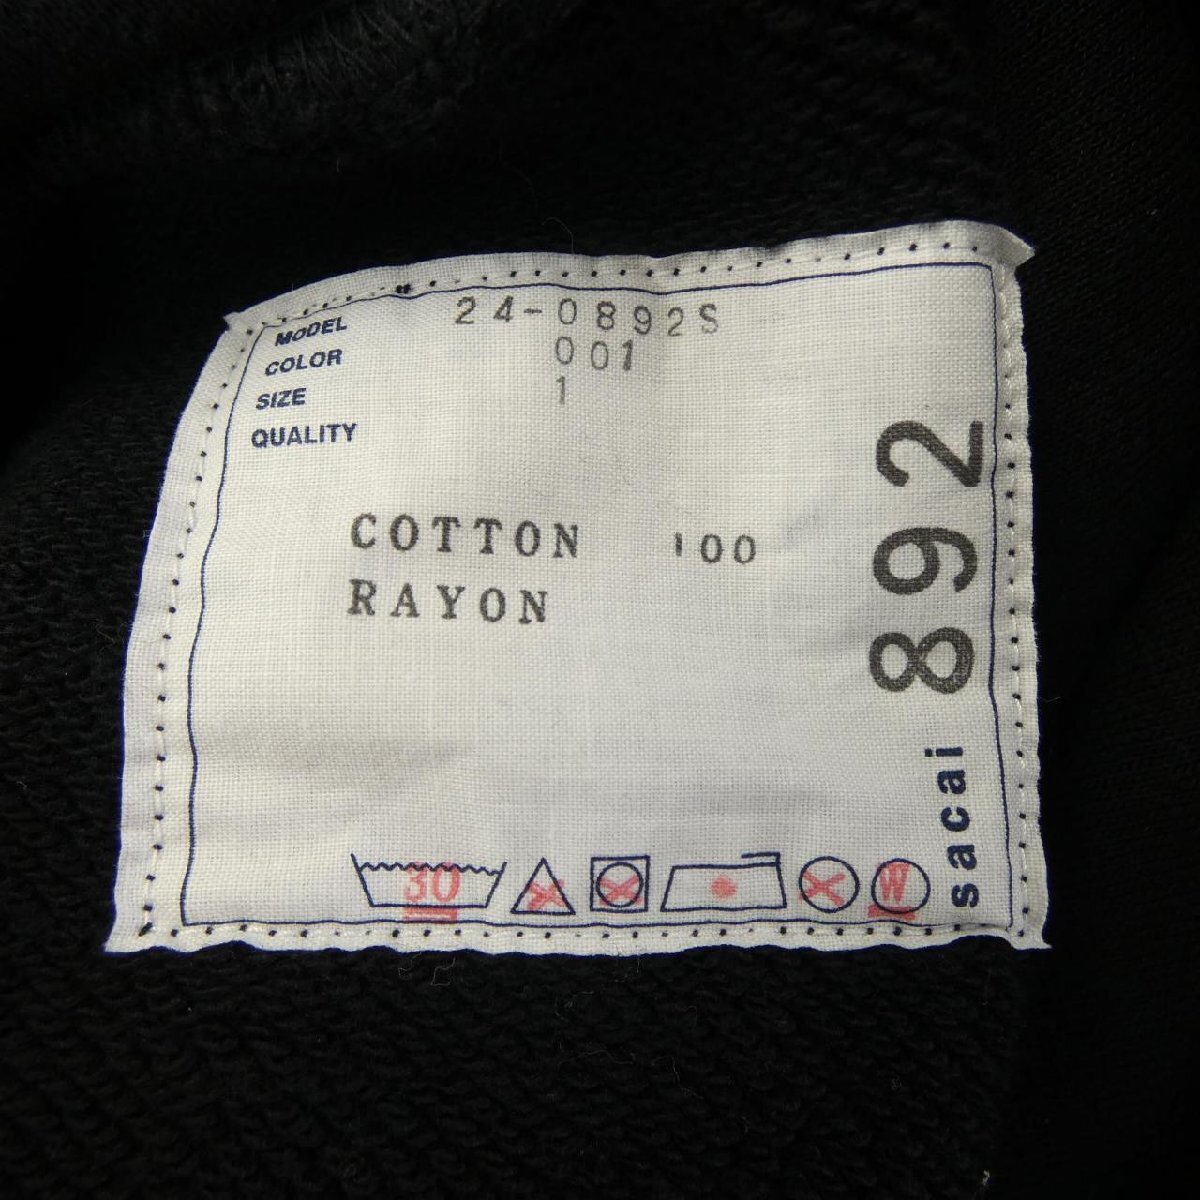 MODEL 24-0892S
COLOR 001
SIZE 1
QUALITY
COTTON 100
RAYON
30
W
sacai 892